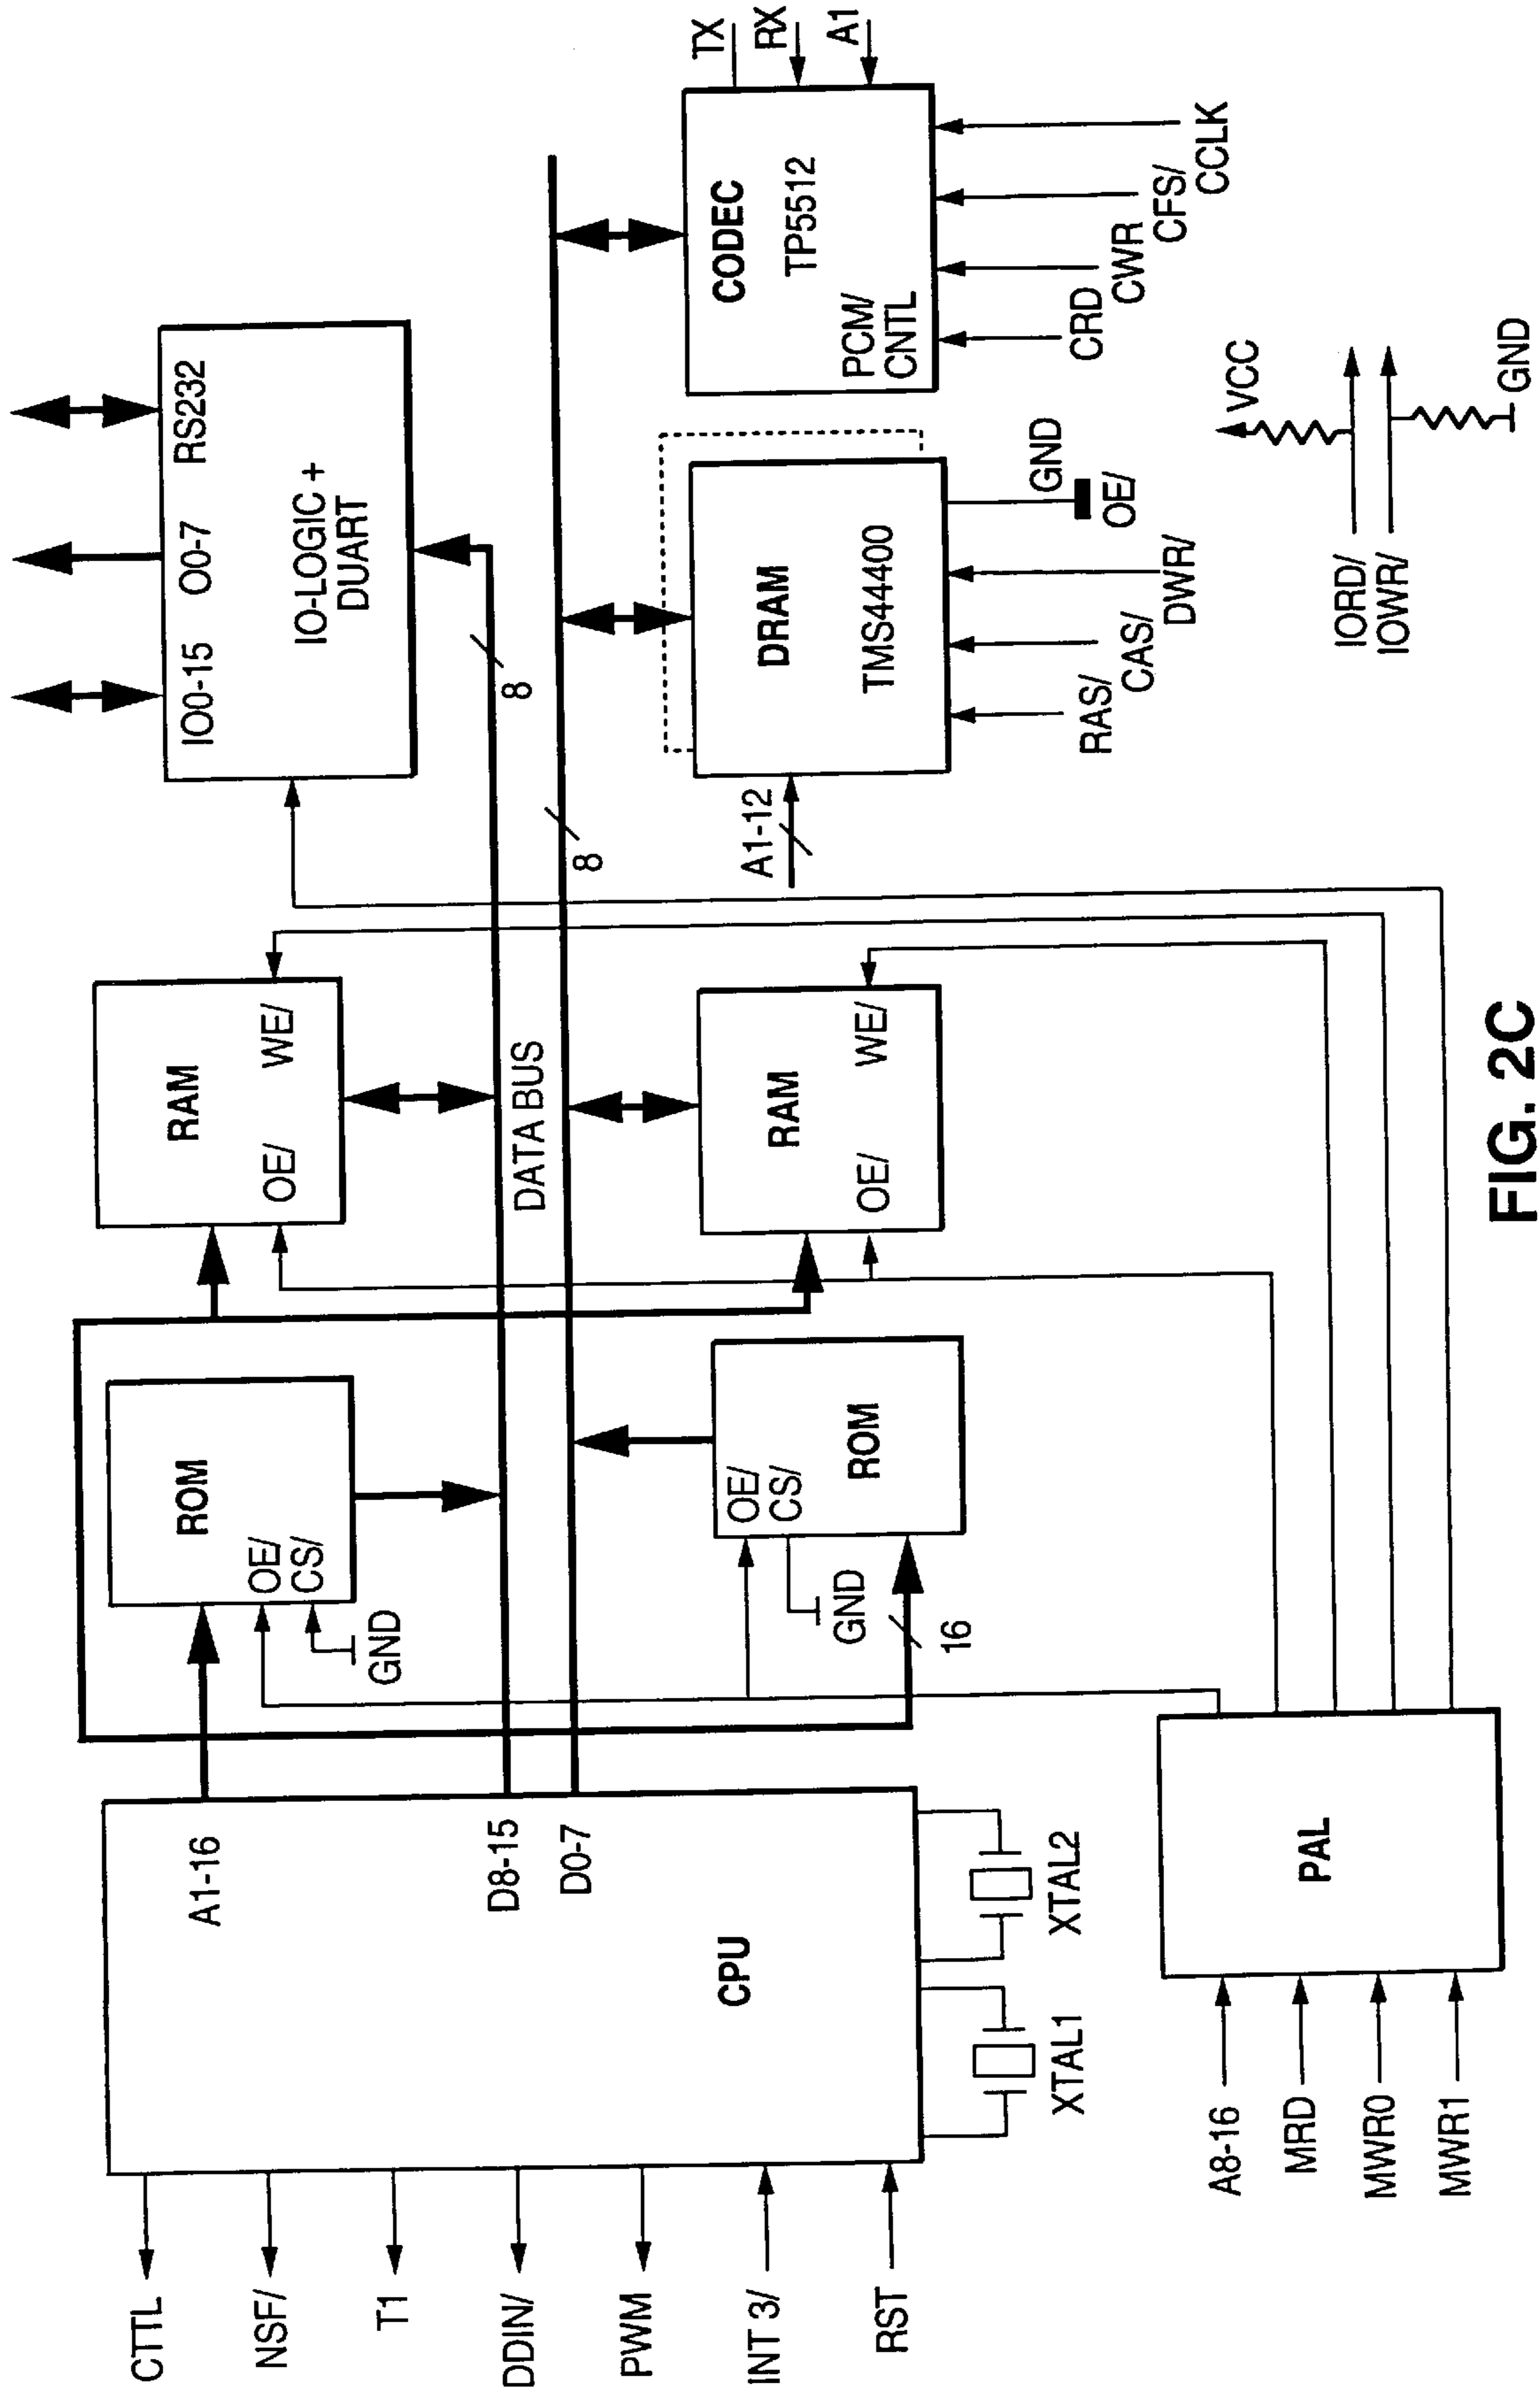 CTTL
NSF/
T1
DDIN/
PWM
INT 3/
RST
A1-16
D8-15
D0-7
CPU
XTAL1
XTAL2
A8-16
MRD
MWR0
MWR1
PAL
ROM
OE/
CS/
GND
OE/
CS/
ROM
GND
16
RAM
OE/
WE/
DATA BUS
RAM
OE/
WE/
IO0-15
O0-7
RS232
IO-LOGIC +
DUART
8
8
A1-12
DRAM
TMS44400
RAS/
CAS/
DWR/
GND
OE/
CODEC
TP5512
PCM/
CNTL
TX
RX
A1
CRD
CWR
CFS/
CCLK
IORD/
IOWR/
VCC
GND
FIG. 2C